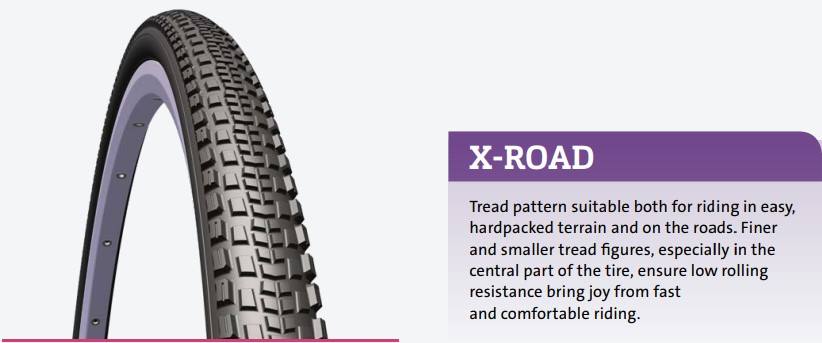 X-ROAD
Tread pattern suitable both for riding in easy,
hardpacked terrain and on the roads. Finer
and smaller tread figures, especially in the
central part of the tire, ensure low rolling
resistance bring joy from fast
and comfortable riding.